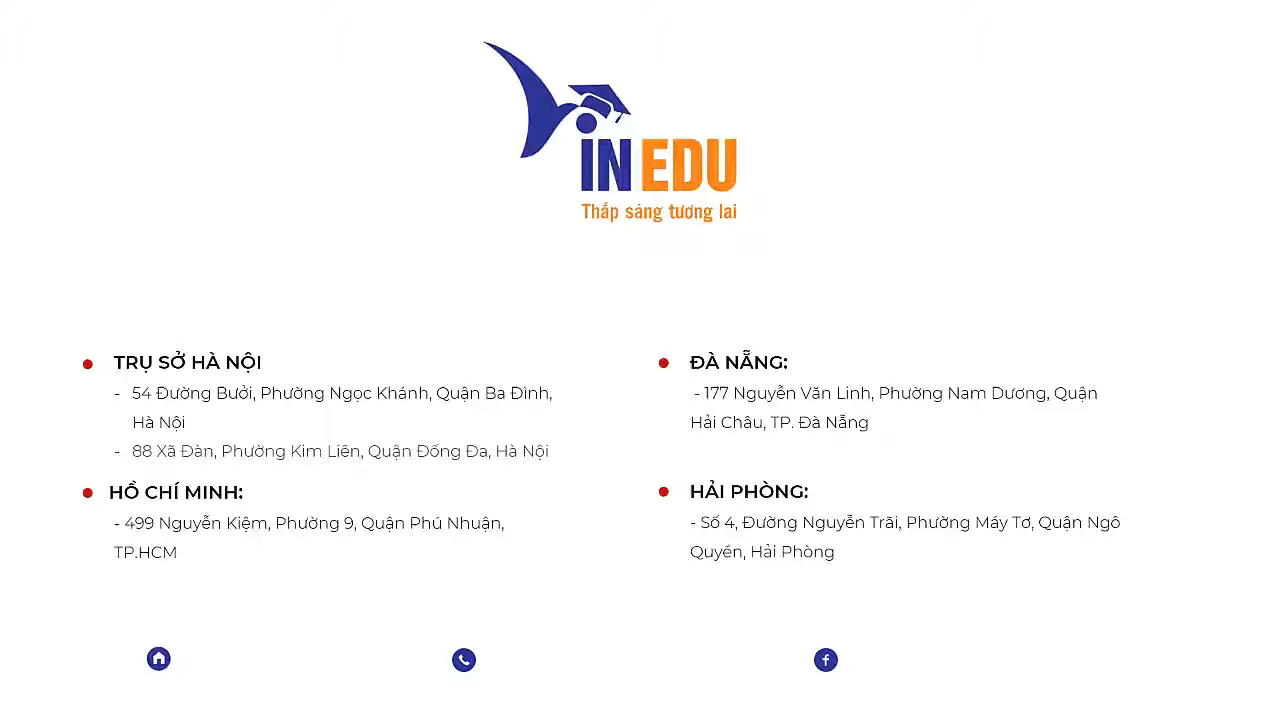 IN EDU
Thắp sáng tương lai
TRỤ SỞ HÀ NỘI
- 54 Đường Bưởi, Phường Ngọc Khánh, Quận Ba Đình,
Hà Nội
- 88 Xã Đàn, Phường Kim Liên, Quận Đống Đa, Hà Nội
HỒ CHÍ MINH:
- 499 Nguyễn Kiệm, Phường 9, Quận Phú Nhuận,
TP.HCM
ĐÀ NẴNG:
- 177 Nguyễn Văn Linh, Phường Nam Dương, Quận
Hải Châu, TP. Đà Nẵng
HẢI PHÒNG:
- Số 4, Đường Nguyễn Trãi, Phường Máy Tơ, Quận Ngô
Quyền, Hải Phòng